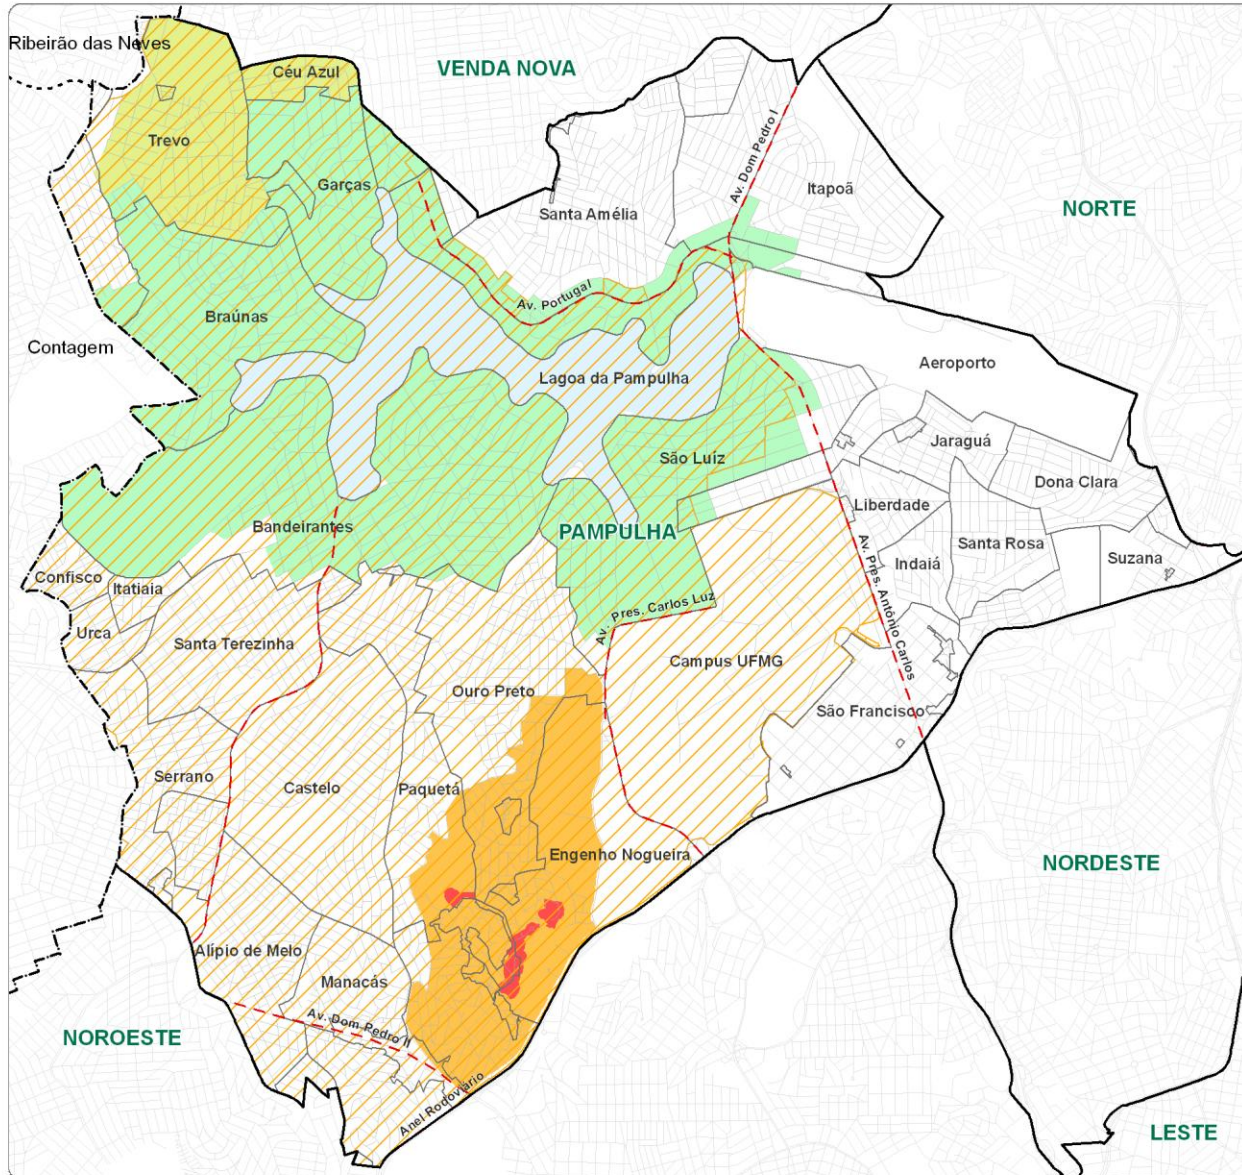 Ribeirão das Neves
VENDA NOVA
Céu Azul
Trevo
Garças
Av. Dom Pedro I
Itapoã
Santa Amélia
NORTE
Av. Portugal
Braúnas
Contagem
Aeroporto
Lagoa da Pampulha
Jaraguá
São Luíz
Dona Clara
Liberdade
Bandeirantes
PAMPULHA
Santa Rosa
Indaiá
Suzana
Confisco
Itatiaia
Av. Pres. Carlos Luz
Av. Pres. Antônio Carlos
Urca
Santa Terezinha
Campus UFMG
Ouro Preto
São Francisco
Serrano
Castelo
Paquetá
Engenho Nogueira
NORDESTE
Alípio de Melo
Manacás
Av. Dom Pedro II
NOROESTE
Anel Rodoviário
LESTE